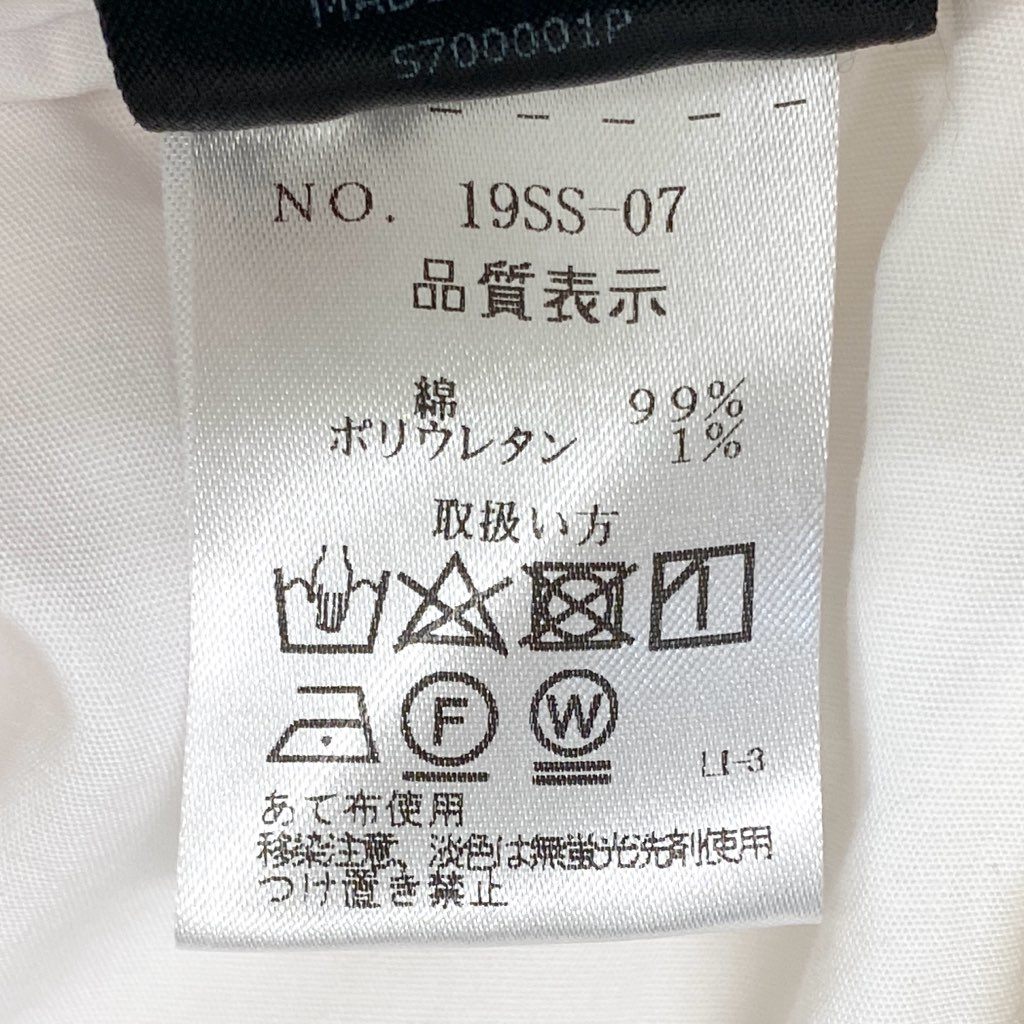 MADE
S700001P
NO. 19SS-07
品質表示
綿 99%
ポリウレタン 1%
取扱い方
F W
LI-3
あて布使用
移染注意、淡色は無蛍光洗剤使用
つけ置き禁止